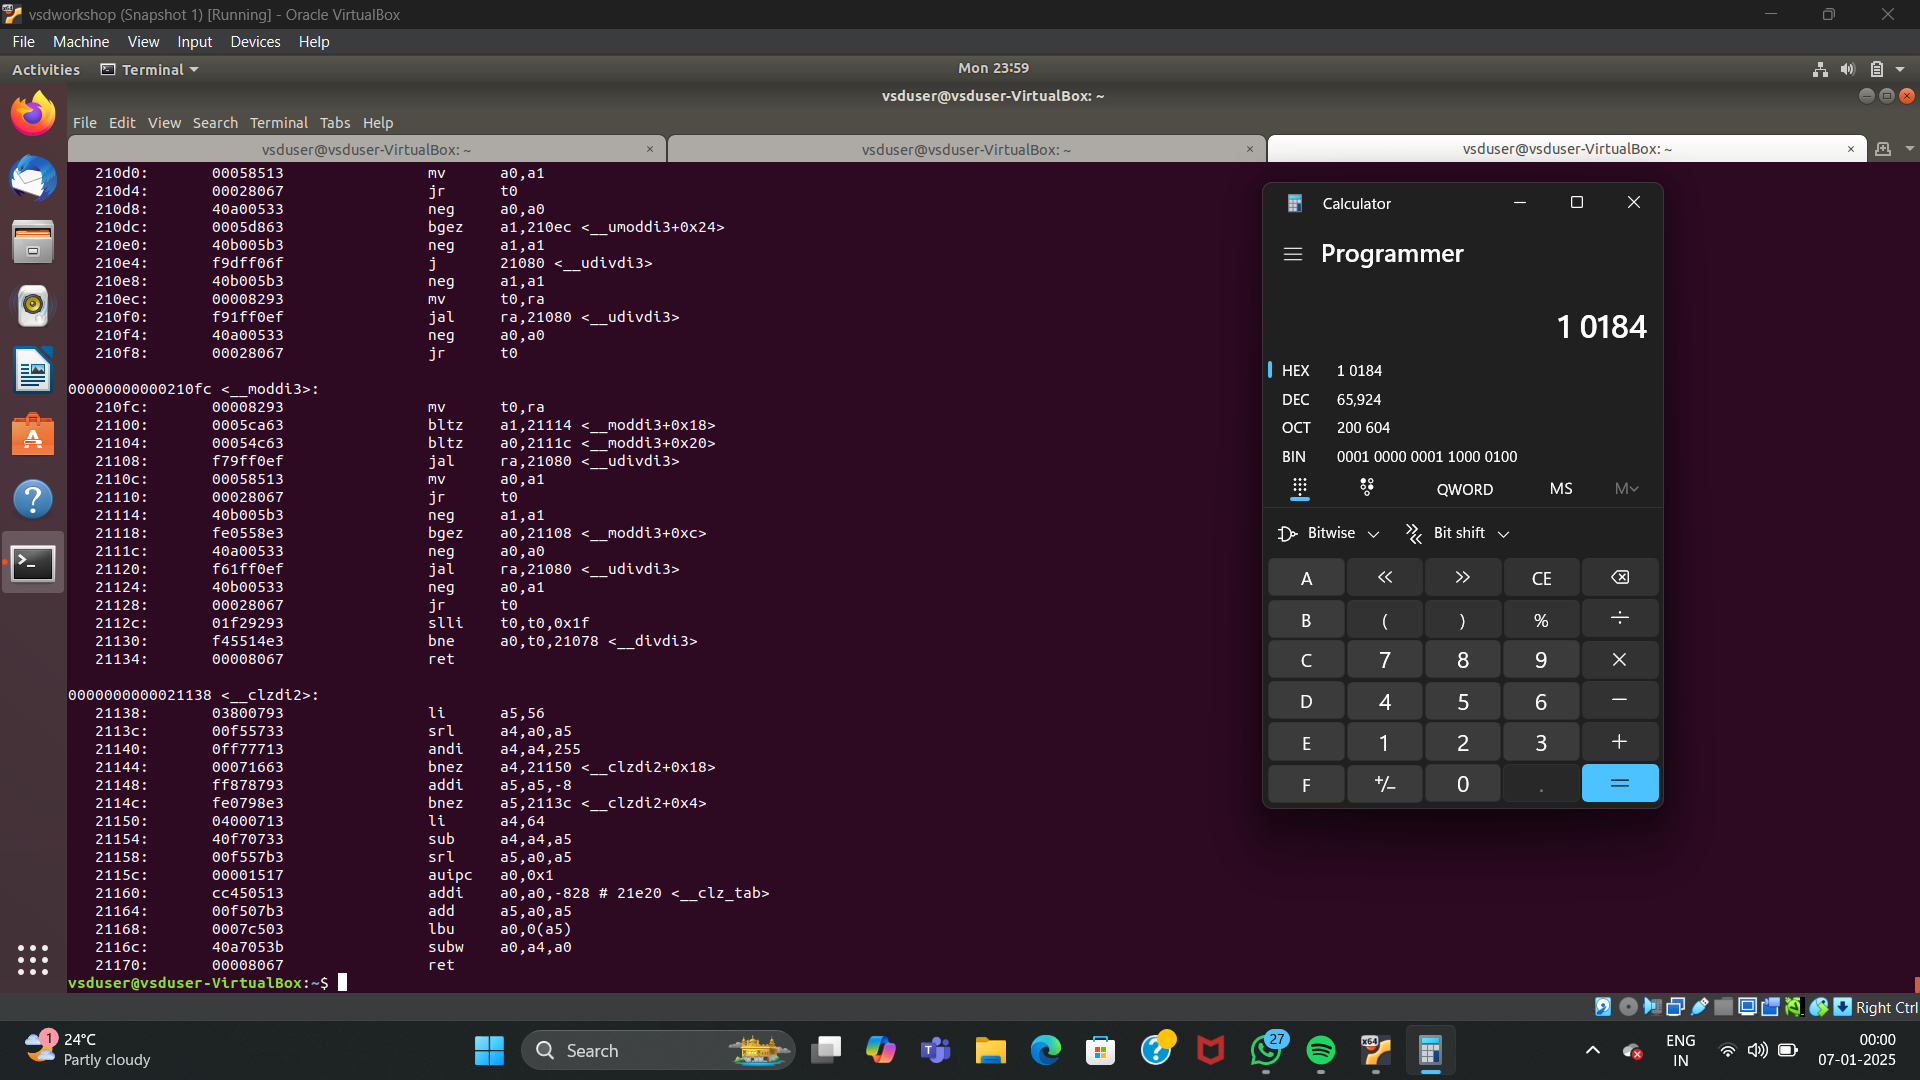 vsdworkshop (Snapshot 1) [Running] - Oracle VirtualBox
File Machine View Input Devices Help
Activities Terminal Mon 23:59
vsduser@vsduser-VirtualBox: ~
File Edit View Search Terminal Tabs Help
vsduser@vsduser-VirtualBox: ~ × vsduser@vsduser-VirtualBox: ~ × vsduser@vsduser-VirtualBox: ~ ×
210d0: 00058513 mv a0,a1
210d4: 00028067 jr t0
210d8: 40a00533 neg a0,a0
210dc: 0005d863 bgez a1,210ec <__umoddi3+0x24>
210e0: 40b005b3 neg a1,a1
210e4: f9dff06f j 21080 <__udivdi3>
210e8: 40b005b3 neg a1,a1
210ec: 00008293 mv t0,ra
210f0: f91ff0ef jal ra,21080 <__udivdi3>
210f4: 40a00533 neg a0,a0
210f8: 00028067 jr t0
00000000000210fc <__moddi3>:
210fc: 00008293 mv t0,ra
21100: 0005ca63 bltz a1,21114 <__moddi3+0x18>
21104: 00054c63 bltz a0,2111c <__moddi3+0x20>
21108: f79ff0ef jal ra,21080 <__udivdi3>
2110c: 00058513 mv a0,a1
21110: 00028067 jr t0
21114: 40b005b3 neg a1,a1
21118: fe0558e3 bgez a0,21108 <__moddi3+0xc>
2111c: 40a00533 neg a0,a0
21120: f61ff0ef jal ra,21080 <__udivdi3>
21124: 40b00533 neg a0,a1
21128: 00028067 jr t0
2112c: 01f29293 slli t0,t0,0x1f
21130: f45514e3 bne a0,t0,21078 <__divdi3>
21134: 00008067 ret
0000000000021138 <__clzdi2>:
21138: 03800793 li a5,56
2113c: 00f55733 srl a4,a0,a5
21140: 0ff77713 andi a4,a4,255
21144: 00071663 bnez a4,21150 <__clzdi2+0x18>
21148: ff878793 addi a5,a5,-8
2114c: fe0798e3 bnez a5,2113c <__clzdi2+0x4>
21150: 04000713 li a4,64
21154: 40f70733 sub a4,a4,a5
21158: 00f557b3 srl a5,a0,a5
2115c: 00001517 auipc a0,0x1
21160: cc450513 addi a0,a0,-828 # 21e20 <__clz_tab>
21164: 00f507b3 add a5,a0,a5
21168: 0007c503 lbu a0,0(a5)
2116c: 40a7053b subw a0,a4,a0
21170: 00008067 ret
vsduser@vsduser-VirtualBox:~$
Calculator
Programmer
1 0184
HEX 1 0184
DEC 65,924
OCT 200 604
BIN 0001 0000 0001 1000 0100
QWORD MS M
Bitwise Bit shift
A << >> CE
B ( ) % ÷
C 7 8 9 ×
D 4 5 6 −
E 1 2 3 +
F +/− 0 . =
Right Ctrl
1 24°C
Partly cloudy
Search
27
ENG
IN
00:00
07-01-2025